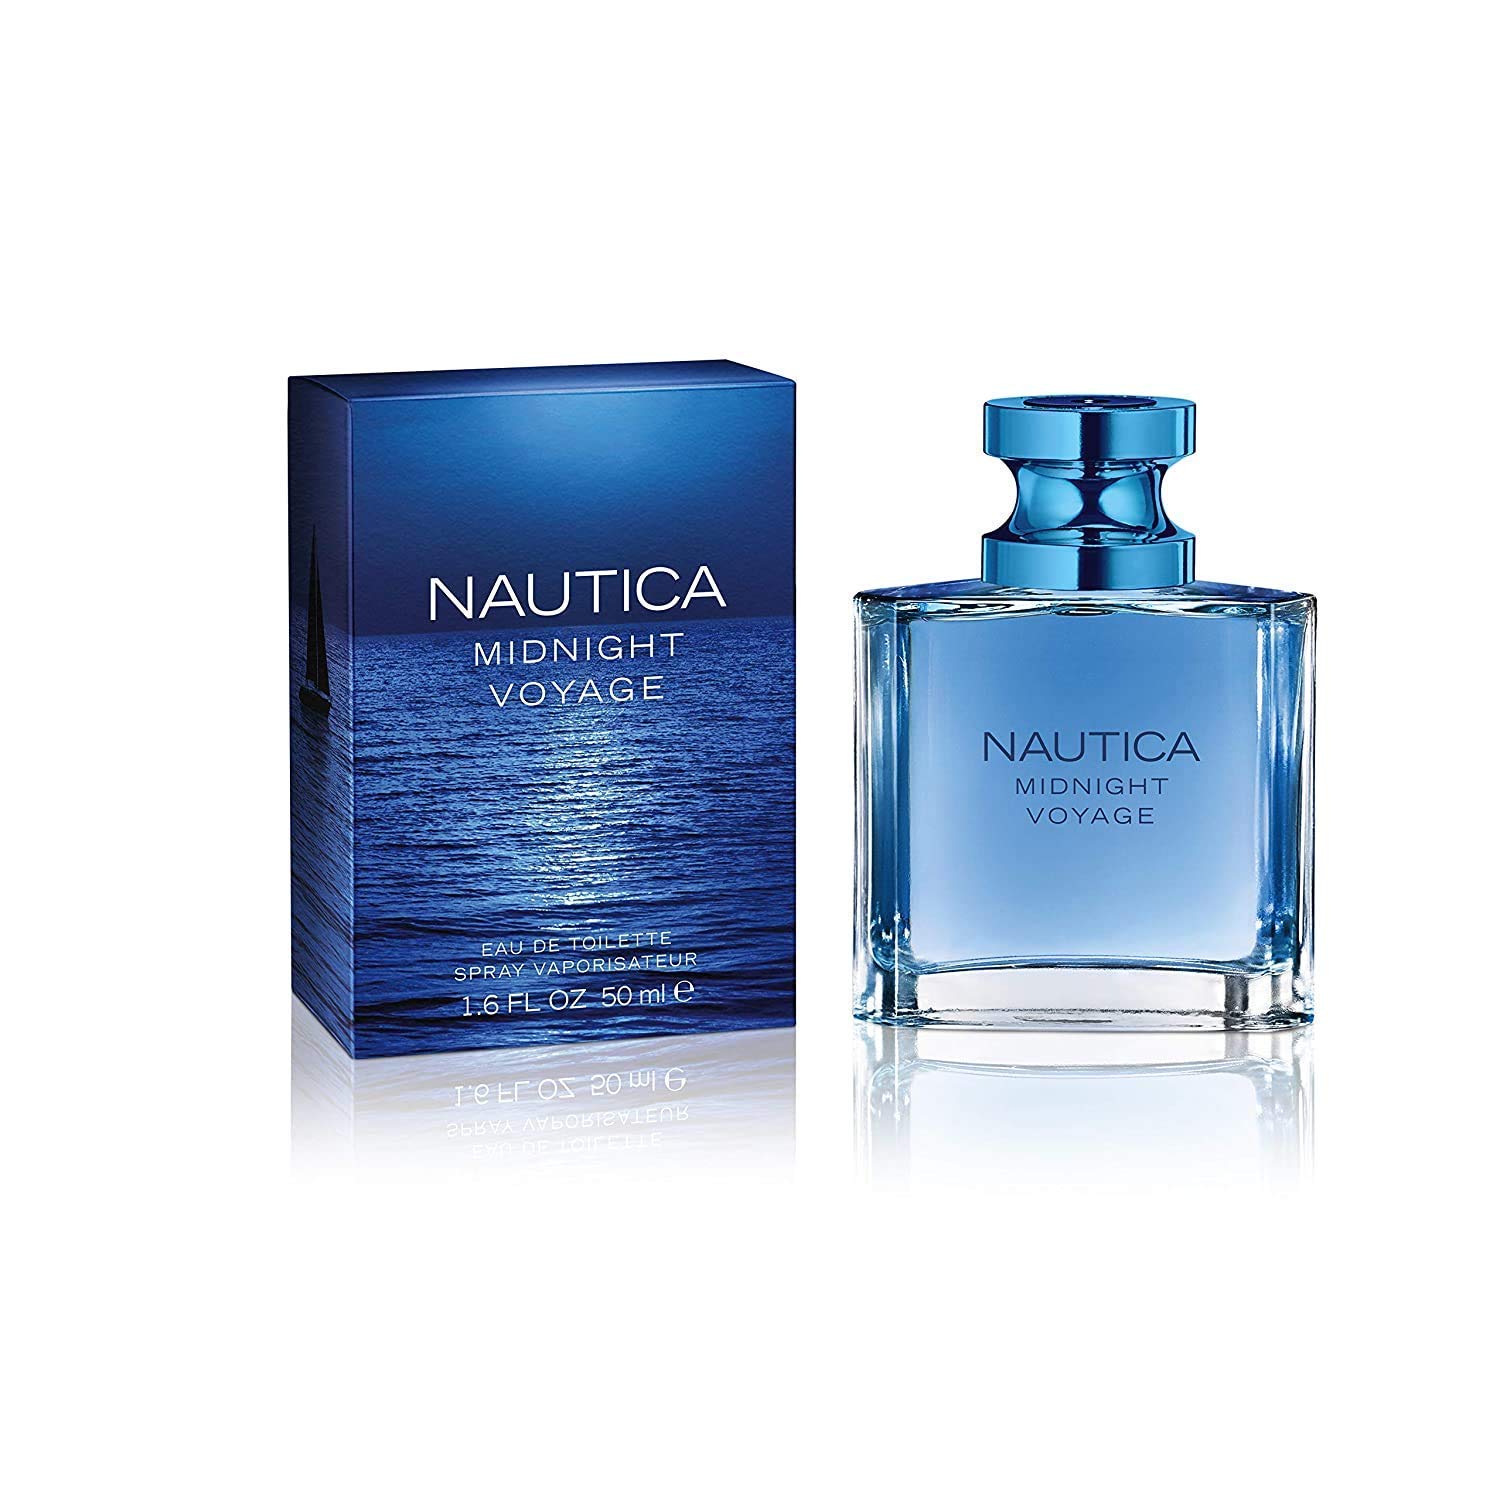 NAUTICA
MIDNIGHT
VOYAGE
EAU DE TOILETTE
SPRAY VAPORISATEUR
1.6 FL OZ 50 ml ℮
NAUTICA
MIDNIGHT
VOYAGE